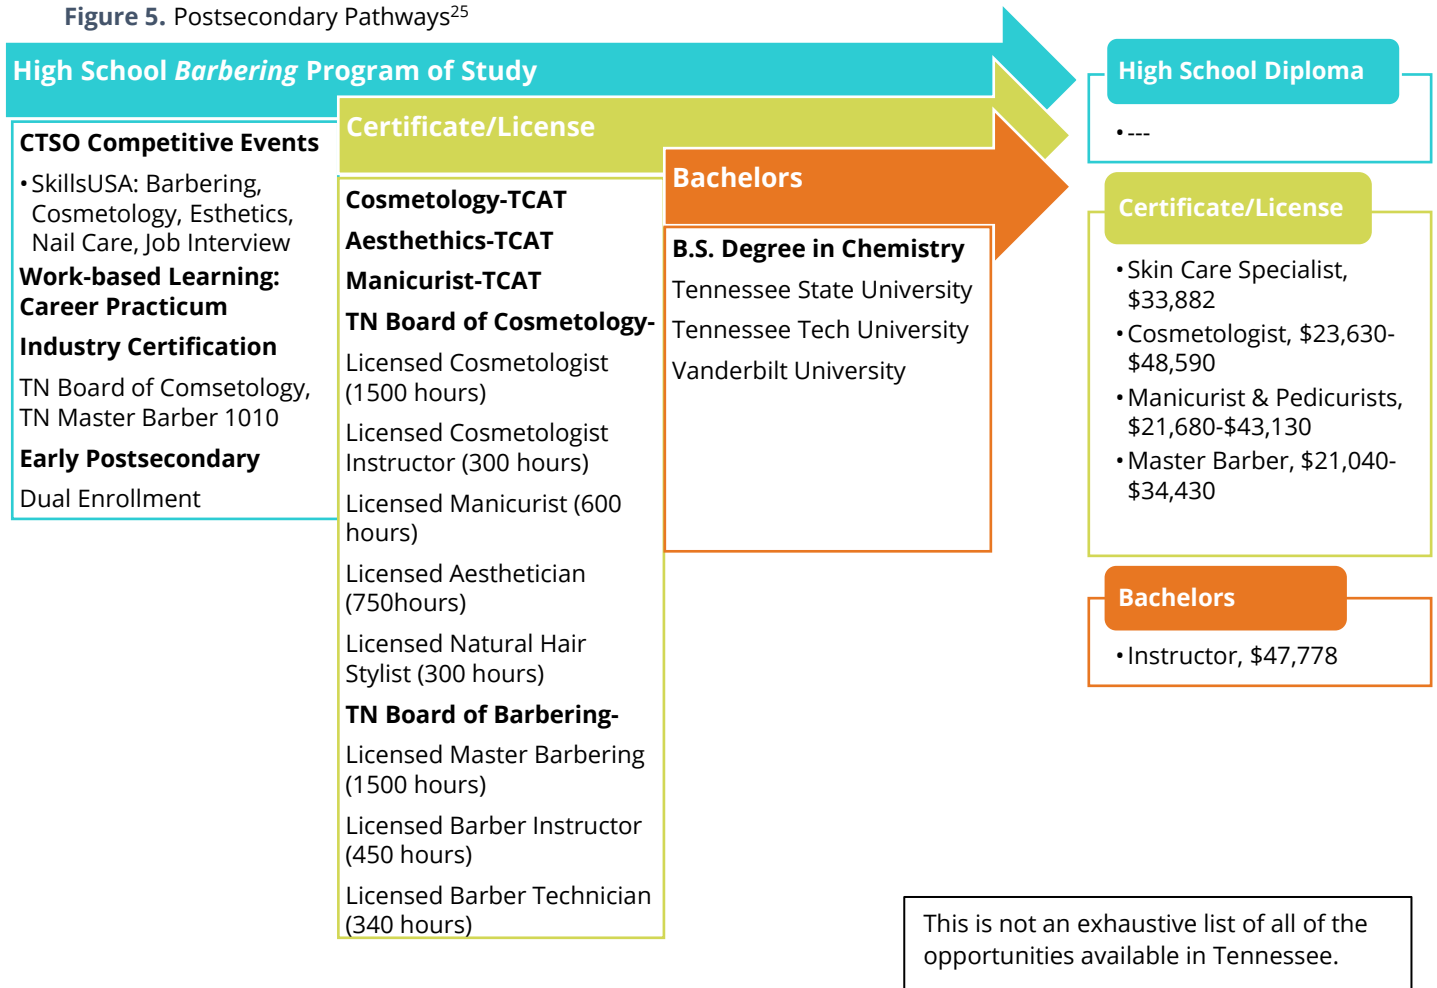 Figure 5. Postsecondary Pathways25
High School Barbering Program of Study
CTSO Competitive Events
•SkillsUSA: Barbering,
Cosmetology, Esthetics,
Nail Care, Job Interview
Work-based Learning:
Career Practicum
Industry Certification
TN Board of Comsetology,
TN Master Barber 1010
Early Postsecondary
Dual Enrollment
Certificate/License
Cosmetology-TCAT
Aesthethics-TCAT
Manicurist-TCAT
TN Board of Cosmetology-
Licensed Cosmetologist
(1500 hours)
Licensed Cosmetologist
Instructor (300 hours)
Licensed Manicurist (600
hours)
Licensed Aesthetician
(750hours)
Licensed Natural Hair
Stylist (300 hours)
TN Board of Barbering-
Licensed Master Barbering
(1500 hours)
Licensed Barber Instructor
(450 hours)
Licensed Barber Technician
(340 hours)
Bachelors
B.S. Degree in Chemistry
Tennessee State University
Tennessee Tech University
Vanderbilt University
High School Diploma
•---
Certificate/License
•Skin Care Specialist,
$33,882
•Cosmetologist, $23,630-
$48,590
•Manicurist & Pedicurists,
$21,680-$43,130
•Master Barber, $21,040-
$34,430
Bachelors
•Instructor, $47,778
This is not an exhaustive list of all of the
opportunities available in Tennessee.